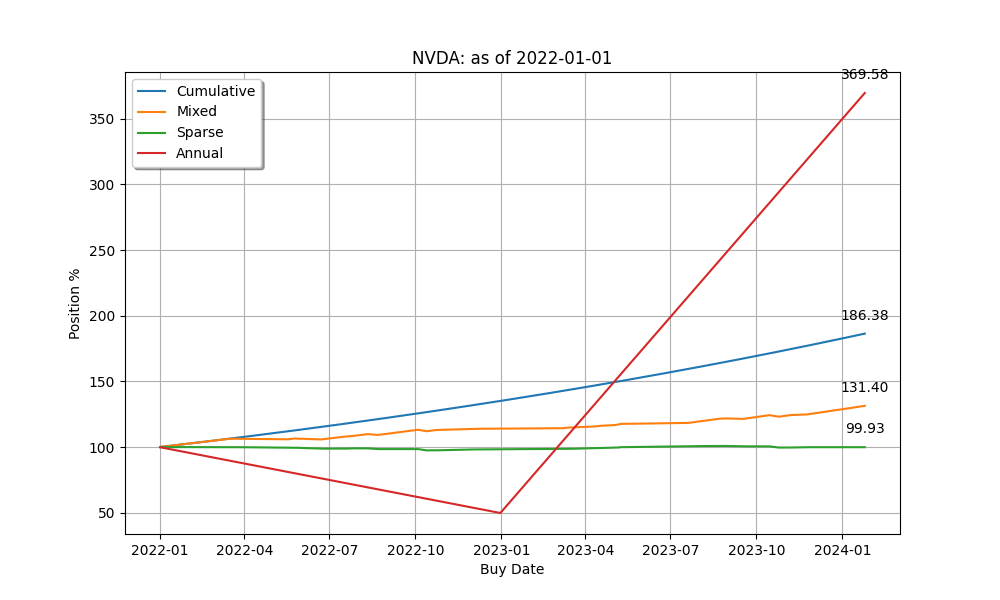 NVDA: as of 2022-01-01
369.58
Cumulative
Mixed
Sparse
Annual
350
300
250
200
150
100
50
186.38
131.40
99.93
Position %
2022-01 2022-04 2022-07 2022-10 2023-01 2023-04 2023-07 2023-10 2024-01
Buy Date